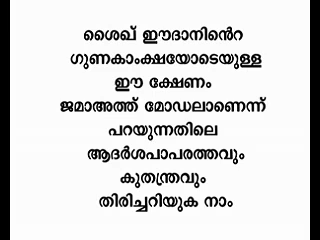 ശൈഖ് ഈദാനിൻെറ
ഗുണകാംക്ഷയോടെയുള്ള
ഈ ക്ഷേണം
ജമാഅത്ത് മോഡലാണെന്ന്
പറയുന്നതിലെ
ആദർശപാപരത്തവും
കുതന്ത്രവും
തിരിച്ചറിയുക നാം